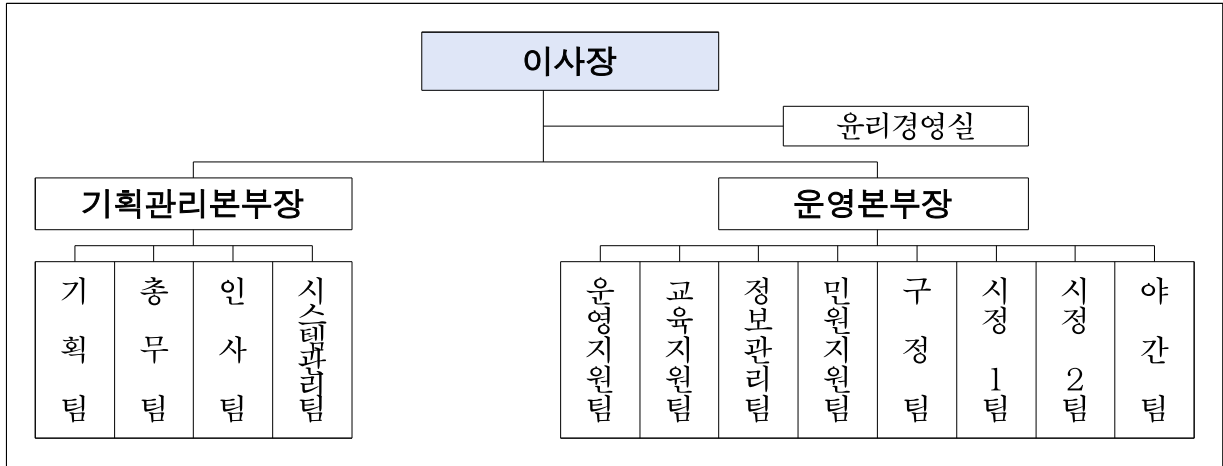 이사장
윤리경영실
기획관리본부장
운영본부장
기획팀
총무팀
인사팀
시스템관리팀
운영지원팀
교육지원팀
정보관리팀
민원지원팀
구정팀
시정 1팀
시정 2팀
야간팀